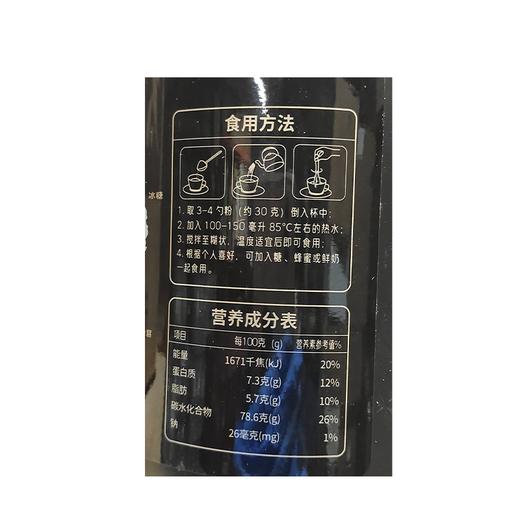 食用方法
冰糖
1. 取3-4勺粉（约30克）倒入杯中；
2. 加入100-150毫升85℃左右的热水；
3. 搅拌至糊状，温度适宜后即可食用；
4. 根据个人喜好，可加入糖、蜂蜜或鲜奶
一起食用。
营养成分表
项目 每100克(g) 营养素参考值%
能量 1671千焦(kJ) 20%
蛋白质 7.3克(g) 12%
脂肪 5.7克(g) 10%
碳水化合物 78.6克(g) 26%
钠 26毫克(mg) 1%